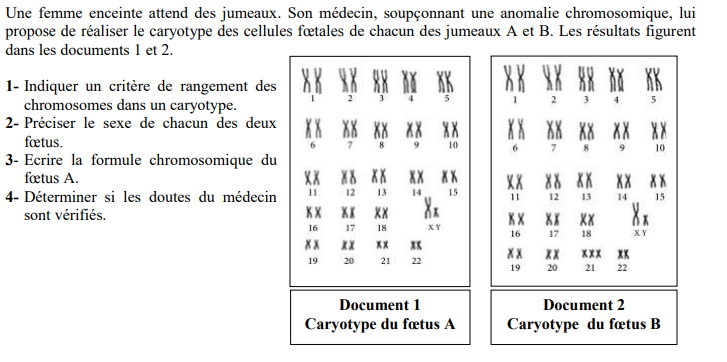 Une femme enceinte attend des jumeaux. Son médecin, soupçonnant une anomalie chromosomique, lui
propose de réaliser le caryotype des cellules fœtales de chacun des jumeaux A et B. Les résultats figurent
dans les documents 1 et 2.
1- Indiquer un critère de rangement des
chromosomes dans un caryotype.
2- Préciser le sexe de chacun des deux
fœtus.
3- Ecrire la formule chromosomique du
fœtus A.
4- Déterminer si les doutes du médecin
sont vérifiés.
1 2 3 4 5
6 7 8 9 10
11 12 13 14 15
16 17 18 X Y
19 20 21 22
Document 1
Caryotype du fœtus A
1 2 3 4 5
6 7 8 9 10
11 12 13 14 15
16 17 18 X Y
19 20 21 22
Document 2
Caryotype du fœtus B